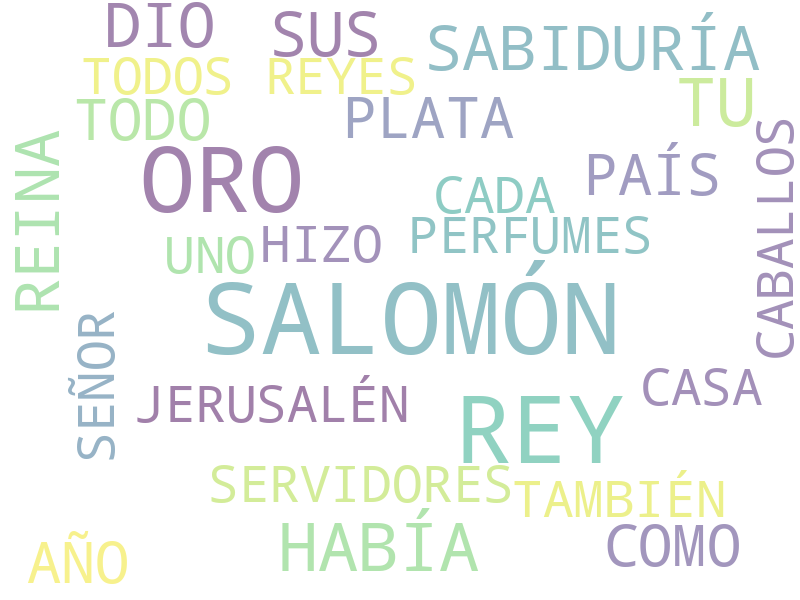 DIO
SUS
SABIDURÍA
TODOS
REYES
TU
TODO
PLATA
CABALLOS
REINA
ORO
PAÍS
CADA
PERFUMES
UNO
HIZO
SALOMÓN
SEÑOR
JERUSALÉN
CASA
REY
SERVIDORES
TAMBIÉN
HABÍA
COMO
AÑO